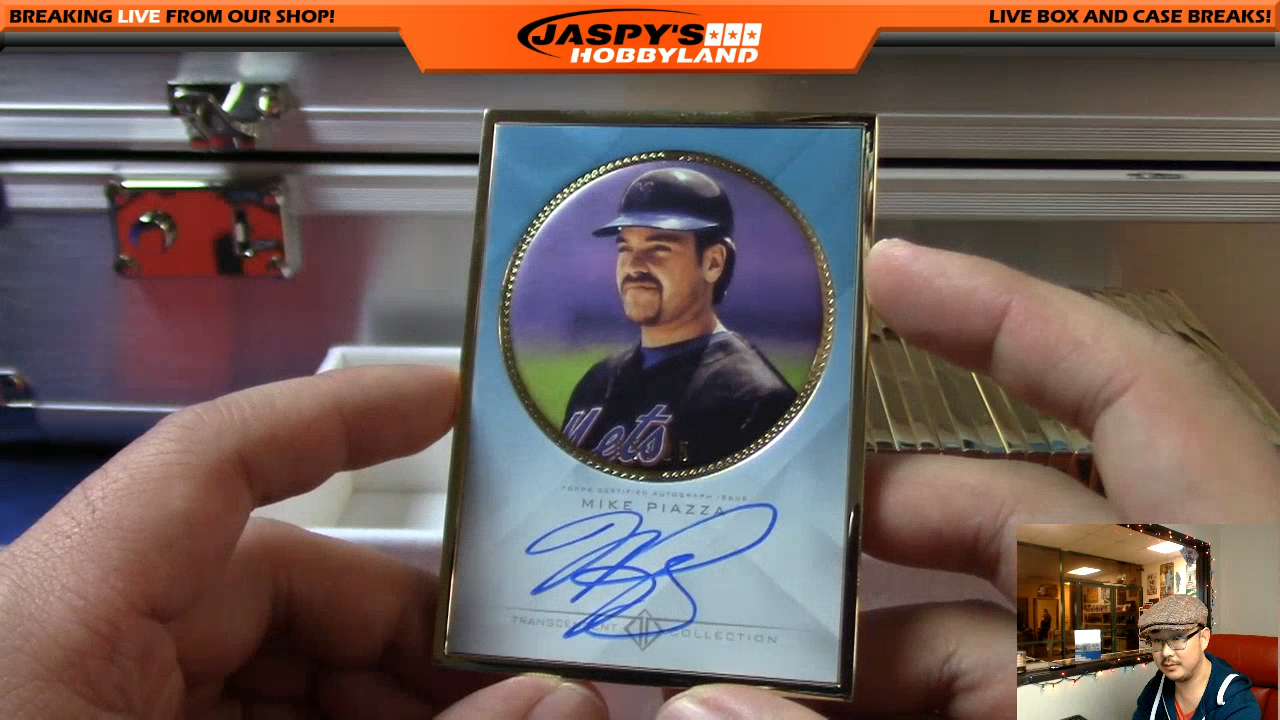 BREAKING LIVE FROM OUR SHOP!
JASPY'S
HOBBYLAND
LIVE BOX AND CASE BREAKS!
Mets
TOPPS CERTIFIED AUTOGRAPH ISSUE
MIKE PIAZZA
TRANSCENDENT COLLECTION